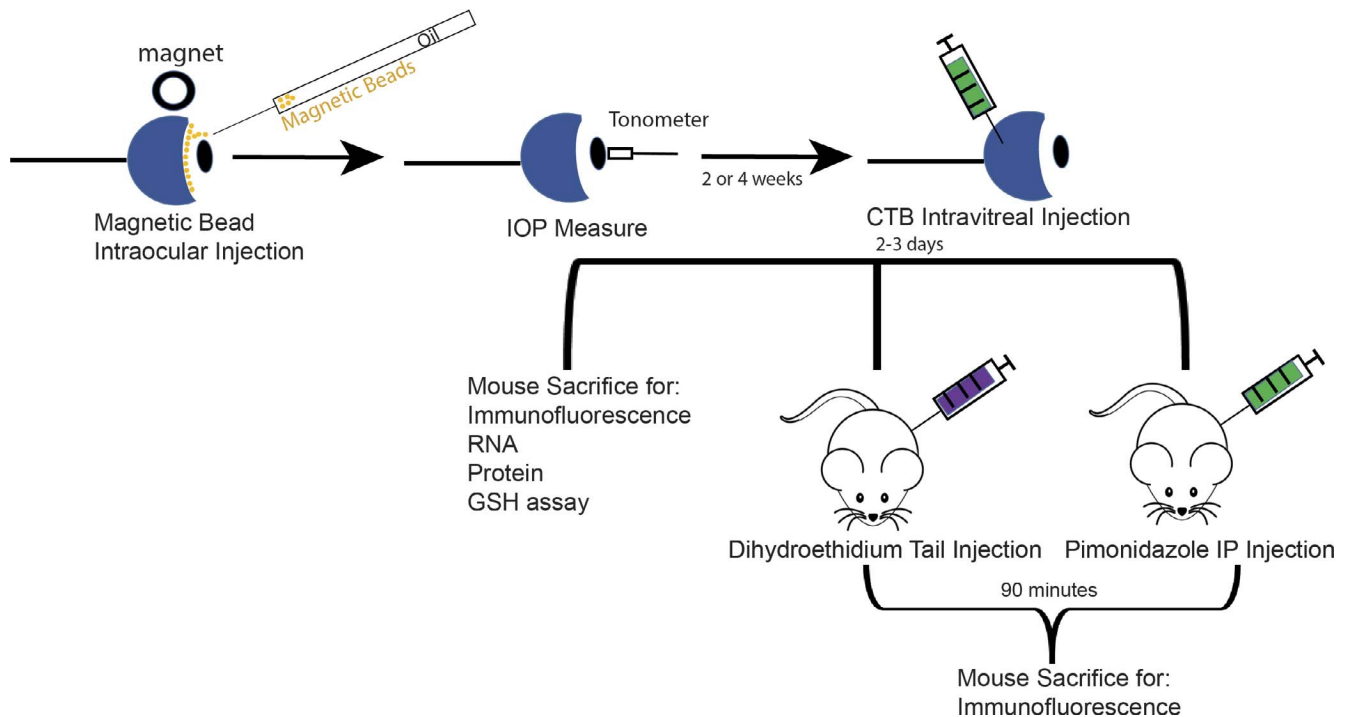 magnet
Oil
Magnetic Beads
Magnetic Bead
Intraocular Injection
Tonometer
IOP Measure
2 or 4 weeks
CTB Intravitreal Injection
2-3 days
Mouse Sacrifice for:
Immunofluorescence
RNA
Protein
GSH assay
Dihydroethidium Tail Injection
Pimonidazole IP Injection
90 minutes
Mouse Sacrifice for:
Immunofluorescence